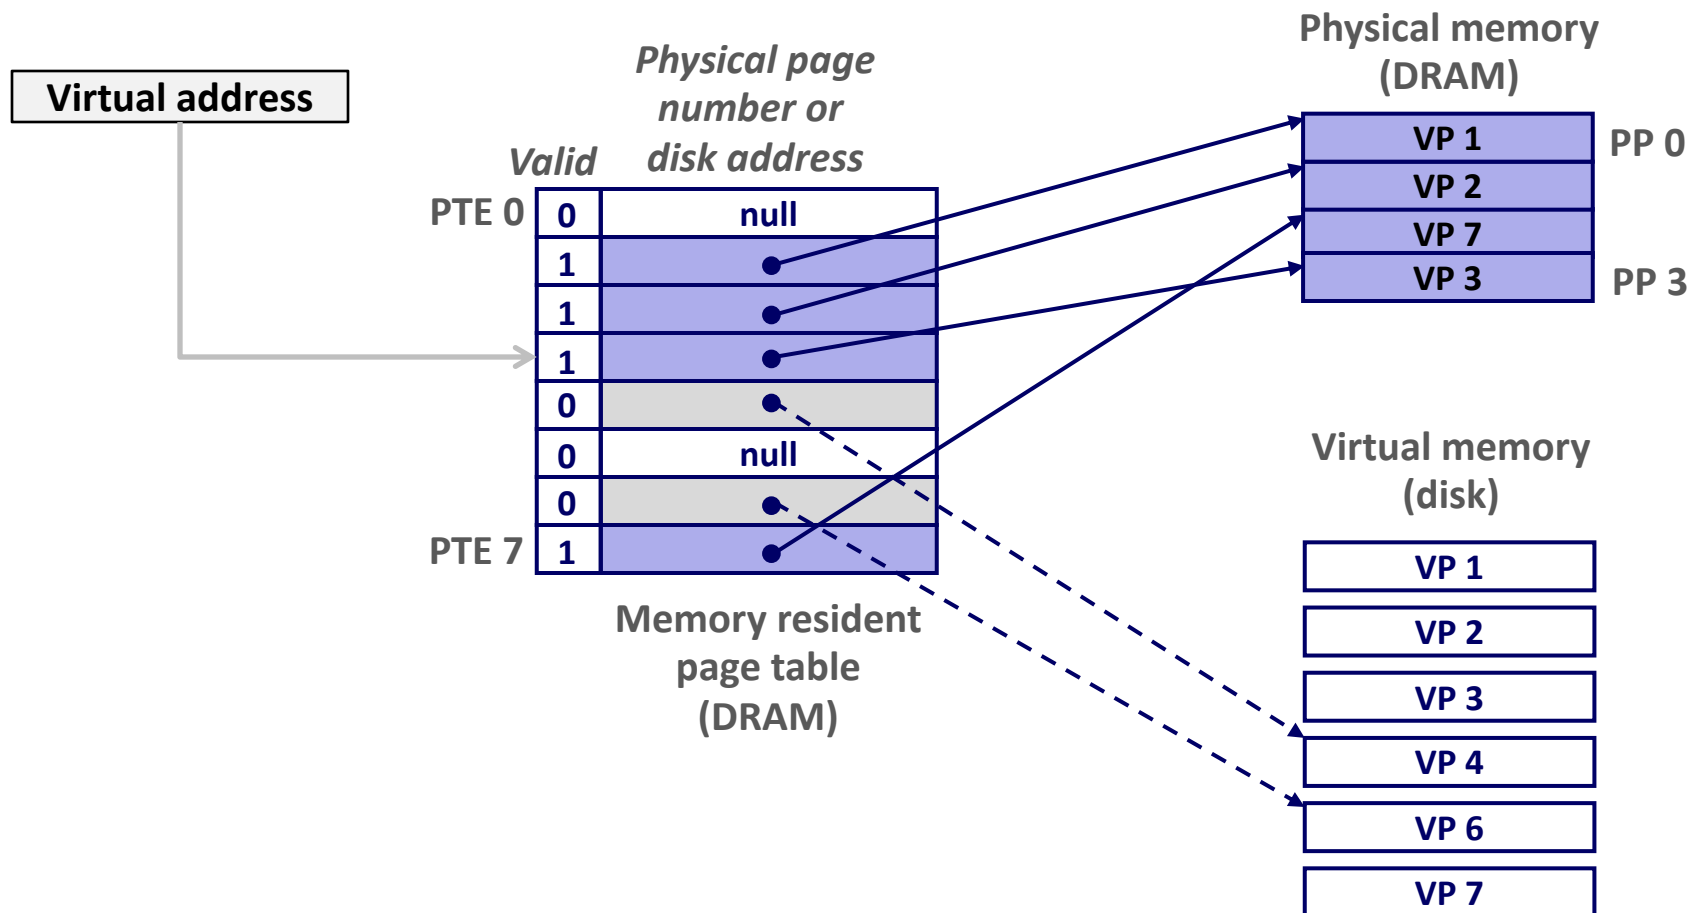 Virtual address
Physical page
number or
disk address
Valid
PTE 0
0
null
1
1
1
0
0
null
0
PTE 7
1
Memory resident
page table
(DRAM)
Physical memory
(DRAM)
VP 1
PP 0
VP 2
VP 7
VP 3
PP 3
Virtual memory
(disk)
VP 1
VP 2
VP 3
VP 4
VP 6
VP 7